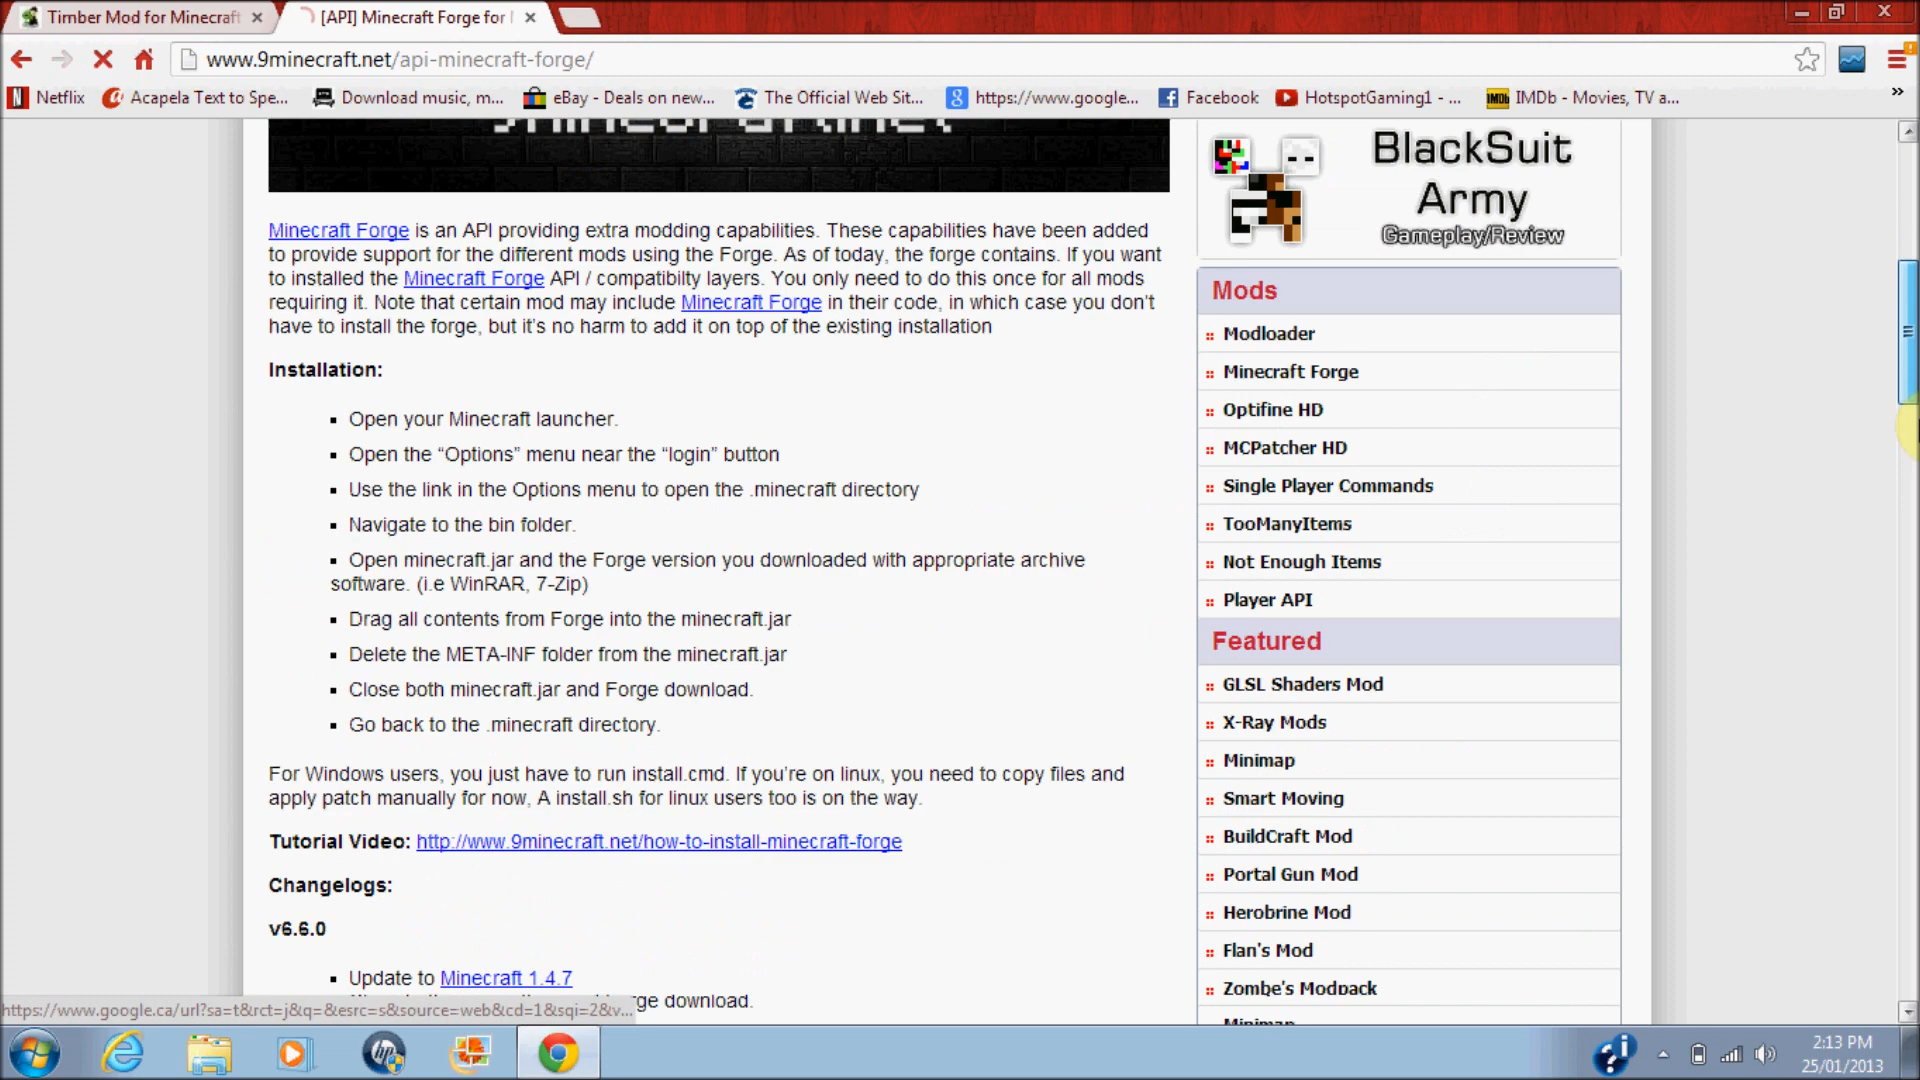 Timber Mod for Minecraft
[API] Minecraft Forge for
www.9minecraft.net/api-minecraft-forge/
Netflix
Acapela Text to Spe...
Download music, m...
eBay - Deals on new...
The Official Web Sit...
https://www.google...
Facebook
HotspotGaming1 - ...
IMDb - Movies, TV a...
BlackSuit
Army
Gameplay/Review
Minecraft Forge is an API providing extra modding capabilities. These capabilities have been added
to provide support for the different mods using the Forge. As of today, the forge contains. If you want
to installed the Minecraft Forge API / compatibilty layers. You only need to do this once for all mods
requiring it. Note that certain mod may include Minecraft Forge in their code, in which case you don't
have to install the forge, but it's no harm to add it on top of the existing installation
Installation:
Open your Minecraft launcher.
Open the “Options” menu near the “login” button
Use the link in the Options menu to open the .minecraft directory
Navigate to the bin folder.
Open minecraft.jar and the Forge version you downloaded with appropriate archive
software. (i.e WinRAR, 7-Zip)
Drag all contents from Forge into the minecraft.jar
Delete the META-INF folder from the minecraft.jar
Close both minecraft.jar and Forge download.
Go back to the .minecraft directory.
For Windows users, you just have to run install.cmd. If you're on linux, you need to copy files and
apply patch manually for now, A install.sh for linux users too is on the way.
Tutorial Video: http://www.9minecraft.net/how-to-install-minecraft-forge
Changelogs:
v6.6.0
Update to Minecraft 1.4.7
download.
Mods
Modloader
Minecraft Forge
Optifine HD
MCPatcher HD
Single Player Commands
TooManyItems
Not Enough Items
Player API
Featured
GLSL Shaders Mod
X-Ray Mods
Minimap
Smart Moving
BuildCraft Mod
Portal Gun Mod
Herobrine Mod
Flan's Mod
Zombe's Modpack
Minimap
https://www.google.ca/url?sa=t&rct=j&q=&esrc=s&source=web&cd=1&sqi=2&v...
2:13 PM
25/01/2013